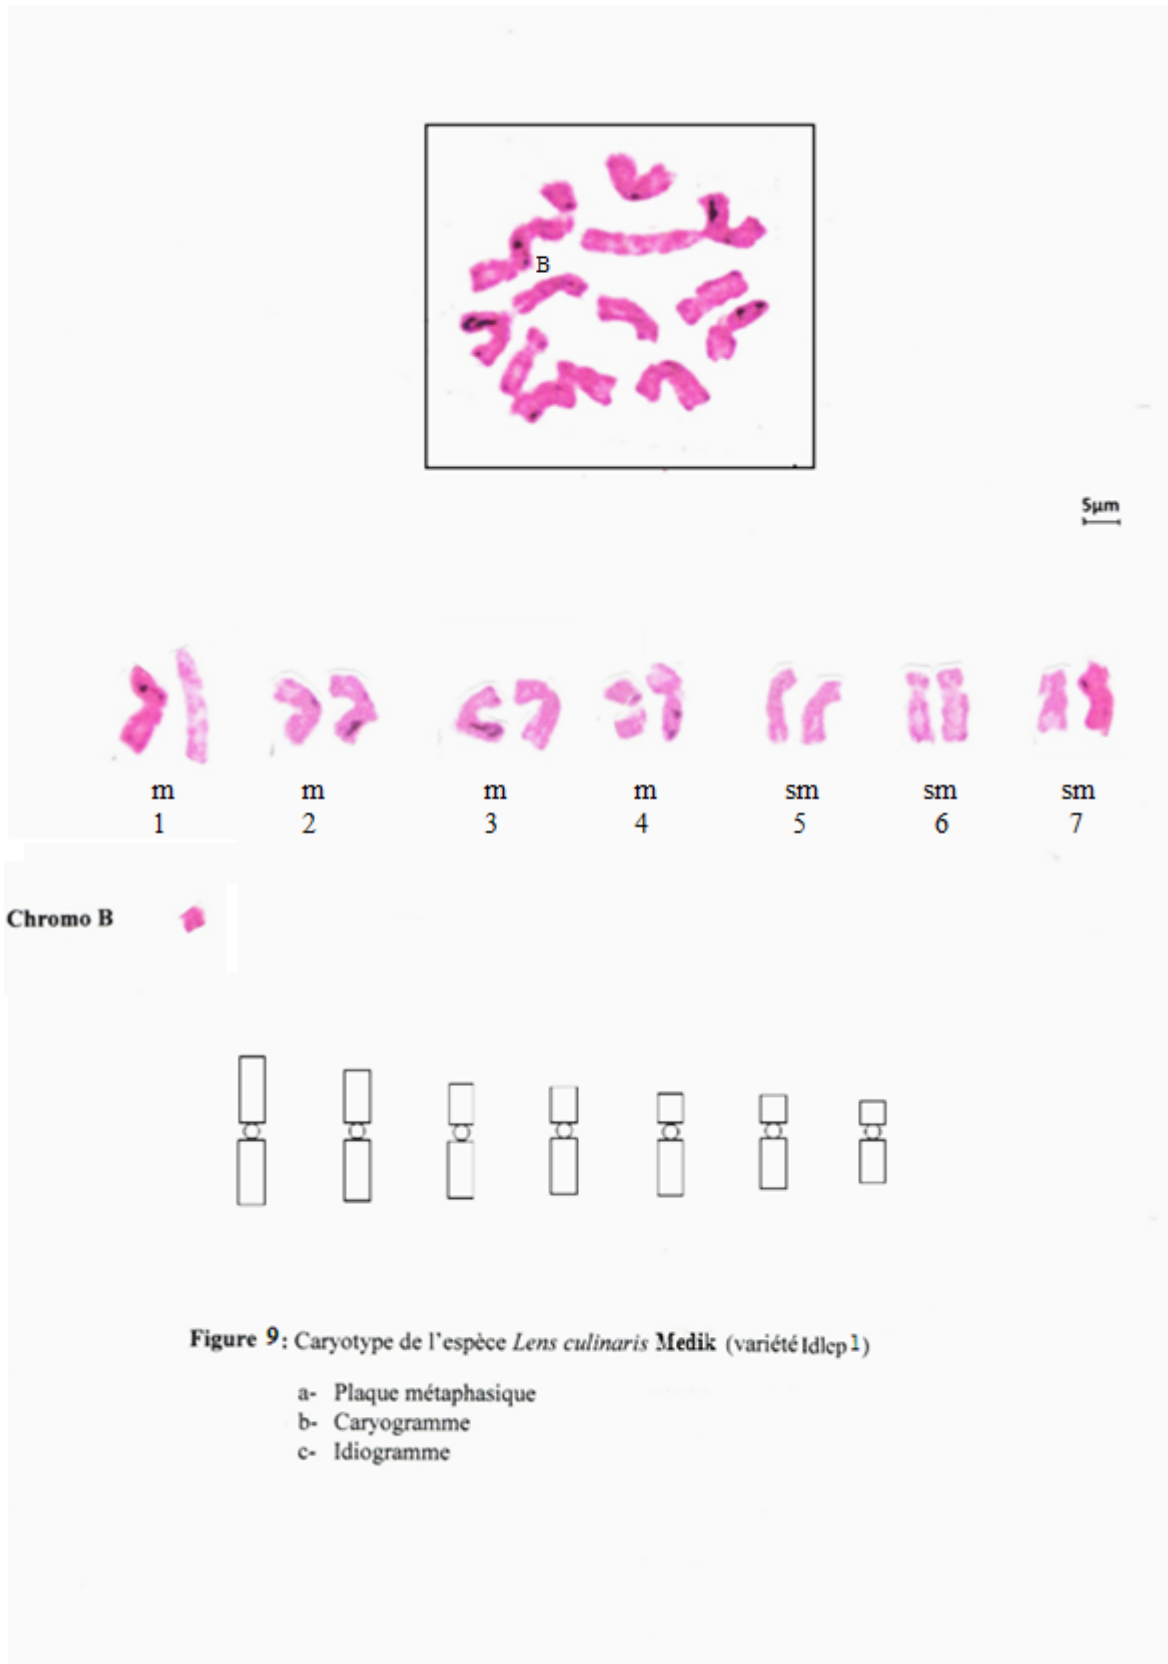 B
5µm
m m m m sm sm sm
1 2 3 4 5 6 7
Chromo B
Figure 9: Caryotype de l'espèce Lens culinaris Medik (variété Idlep 1)
a- Plaque métaphasique
b- Caryogramme
c- Idiogramme